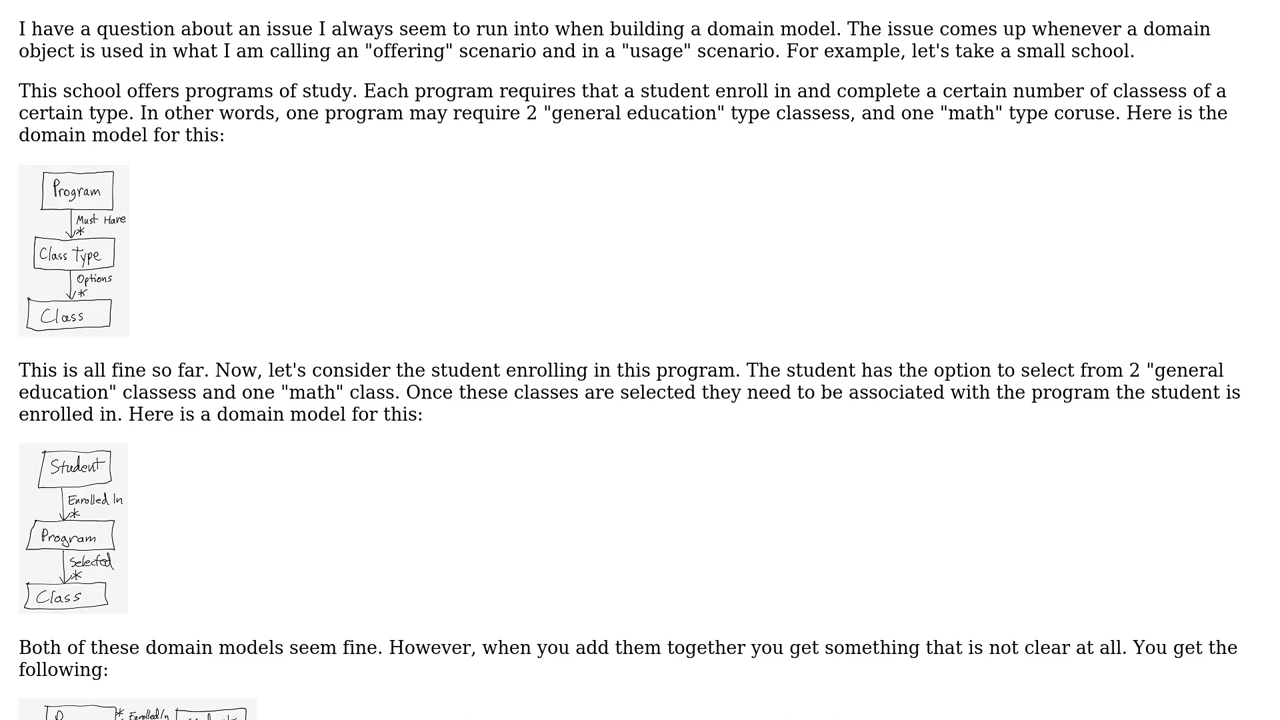 I have a question about an issue I always seem to run into when building a domain model. The issue comes up whenever a domain
object is used in what I am calling an "offering" scenario and in a "usage" scenario. For example, let's take a small school.
This school offers programs of study. Each program requires that a student enroll in and complete a certain number of classess of a
certain type. In other words, one program may require 2 "general education" type classess, and one "math" type coruse. Here is the
domain model for this:
Program
Must Have
*
Class Type
Options
*
Class
This is all fine so far. Now, let's consider the student enrolling in this program. The student has the option to select from 2 "general
education" classess and one "math" class. Once these classes are selected they need to be associated with the program the student is
enrolled in. Here is a domain model for this:
Student
Enrolled In
*
Program
Selected
*
Class
Both of these domain models seem fine. However, when you add them together you get something that is not clear at all. You get the
following:
* Enrolled In